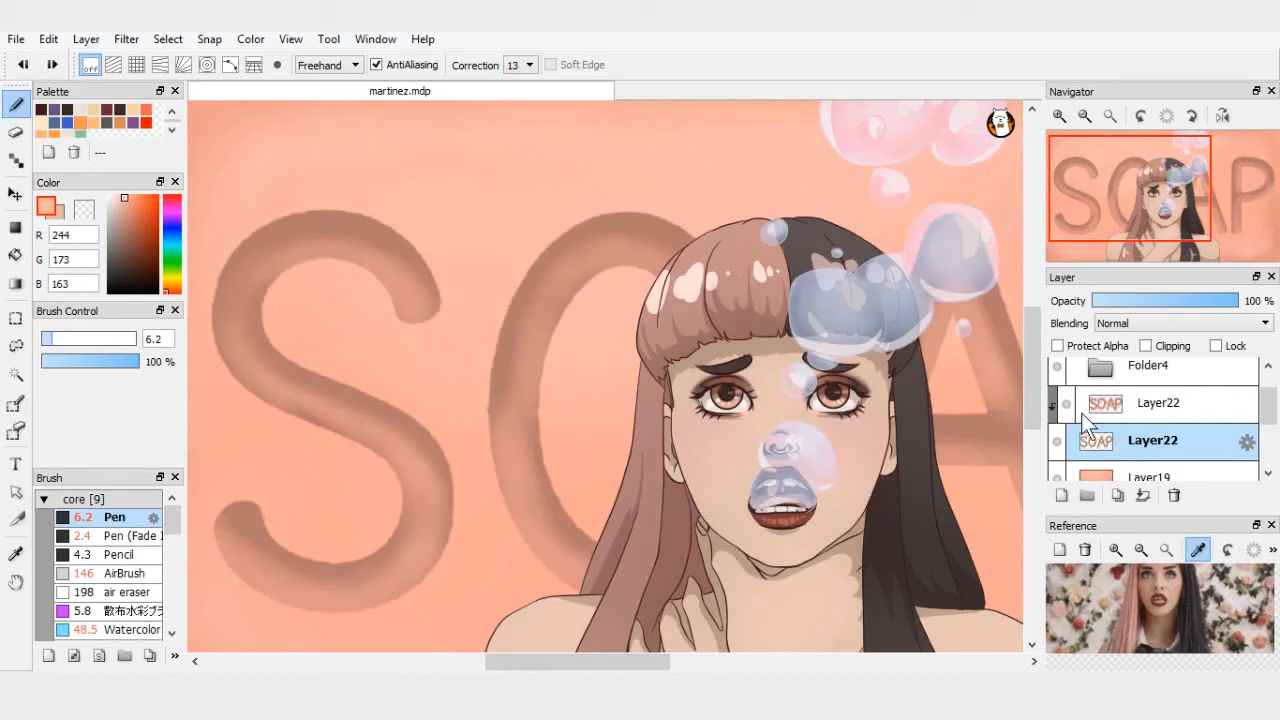 File Edit Layer Filter Select Snap Color View Tool Window Help
off Freehand AntiAliasing Correction 13 Soft Edge
Palette
martinez.mdp
Navigator
---
SOAP
Color
R 244
G 173
B 163
SOA
Layer
Opacity 100 %
Blending Normal
Protect Alpha Clipping Lock
Brush Control
6.2
100 %
Folder4
SOAP Layer22
SOAP Layer22
Layer19
Brush
core [9]
6.2 Pen
2.4 Pen (Fade
4.3 Pencil
146 AirBrush
198 air eraser
5.8 散布水彩ブラ
48.5 Watercolor
Reference